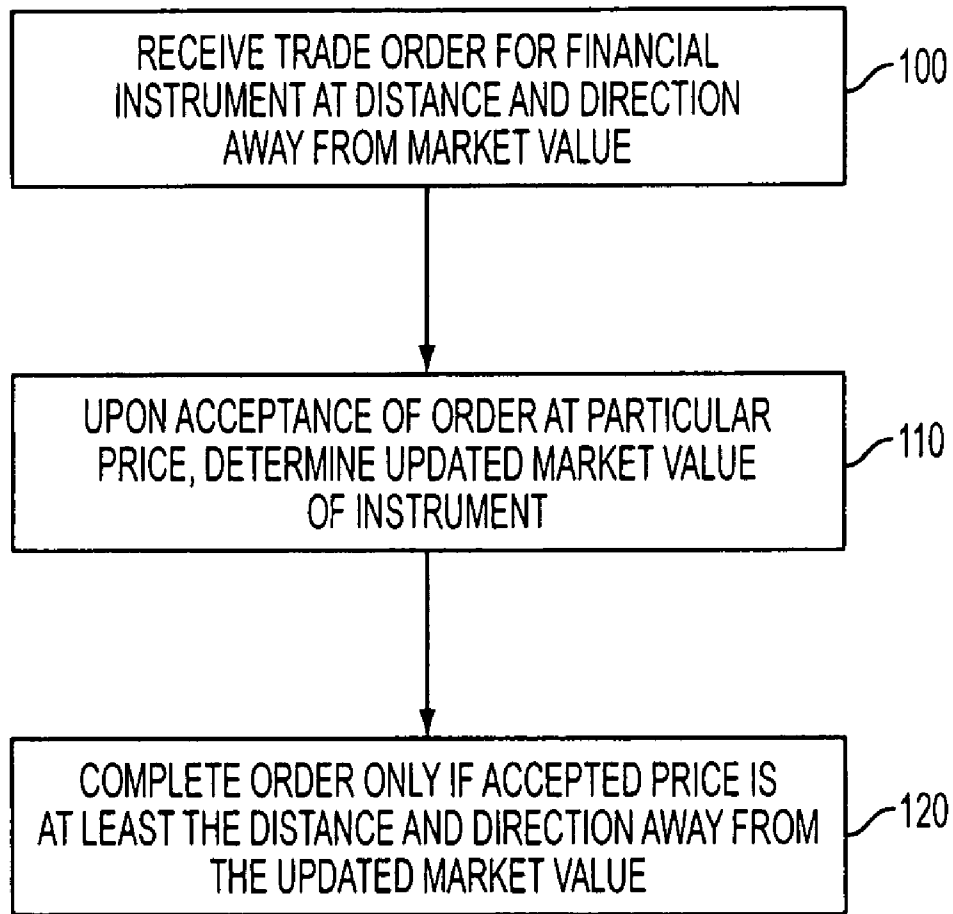 RECEIVE TRADE ORDER FOR FINANCIAL
INSTRUMENT AT DISTANCE AND DIRECTION
AWAY FROM MARKET VALUE
100
UPON ACCEPTANCE OF ORDER AT PARTICULAR
PRICE, DETERMINE UPDATED MARKET VALUE
OF INSTRUMENT
110
COMPLETE ORDER ONLY IF ACCEPTED PRICE IS
AT LEAST THE DISTANCE AND DIRECTION AWAY FROM
THE UPDATED MARKET VALUE
120